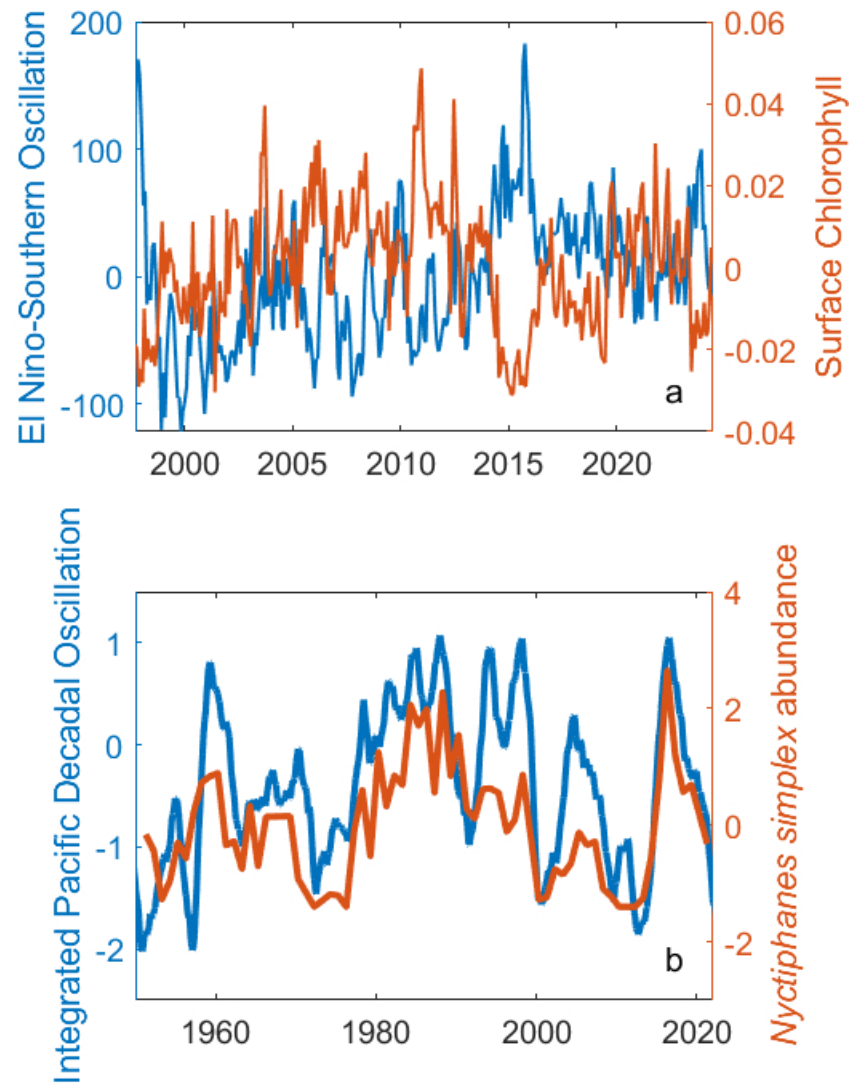 El Nino-Southern Oscillation
200
100
0
-100
0.06
0.04
0.02
0
-0.02
-0.04
Surface Chlorophyll
a
2000 2005 2010 2015 2020
Integrated Pacific Decadal Oscillation
1
0
-1
-2
4
2
0
-2
Nyctiphanes simplex abundance
b
1960 1980 2000 2020